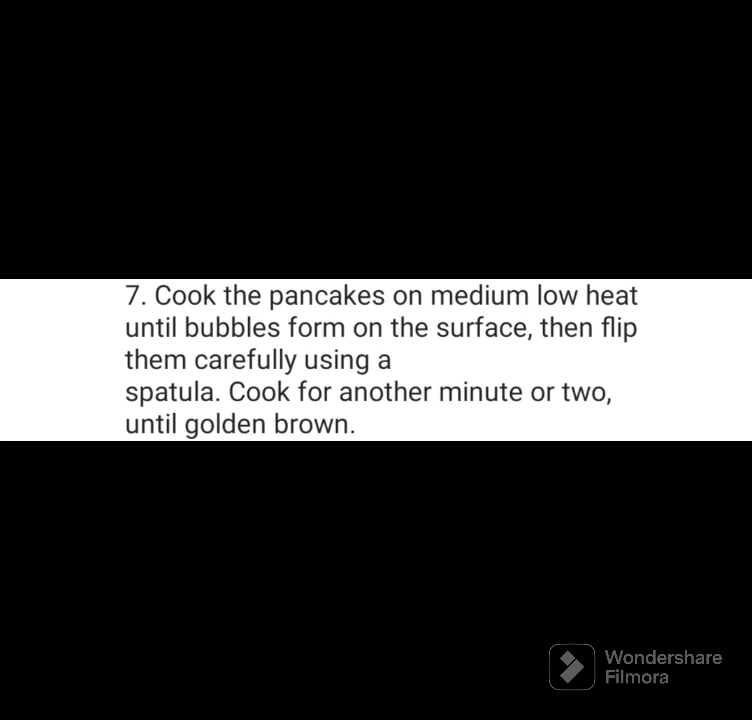 7. Cook the pancakes on medium low heat
until bubbles form on the surface, then flip
them carefully using a
spatula. Cook for another minute or two,
until golden brown.
Wondershare
Filmora